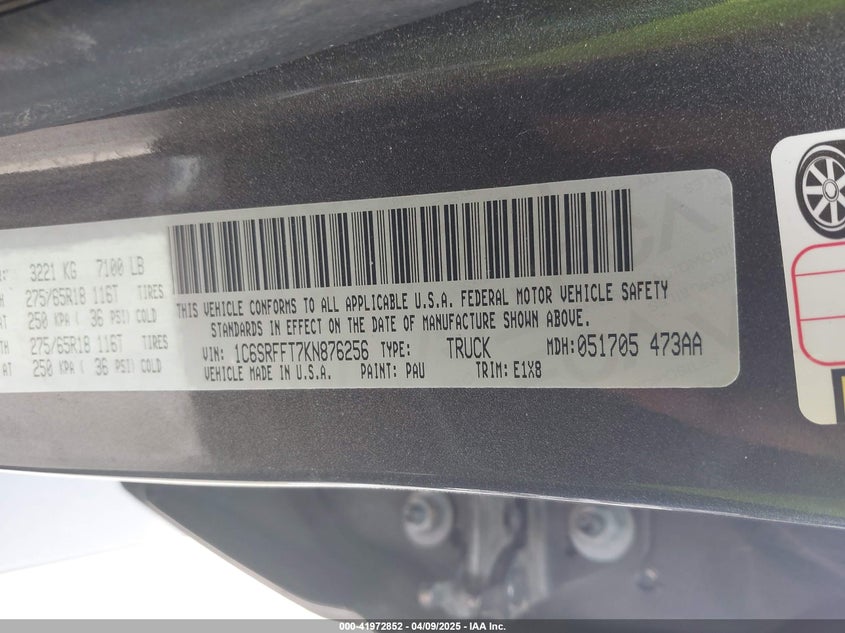 3221 KG 7100 LB
275/65R18 116T TIRES
250 KPA ( 36 PSI) COLD
275/65R18 116T TIRES
250 KPA ( 36 PSI) COLD
THIS VEHICLE CONFORMS TO ALL APPLICABLE U.S.A. FEDERAL MOTOR VEHICLE SAFETY
STANDARDS IN EFFECT ON THE DATE OF MANUFACTURE SHOWN ABOVE.
VIN: 1C6SRFFT7KN876256 TYPE: TRUCK MDH: 051705 473AA
VEHICLE MADE IN U.S.A. PAINT: PAU TRIM: E1X8
000-41972852 - 04/09/2025 - IAA Inc.